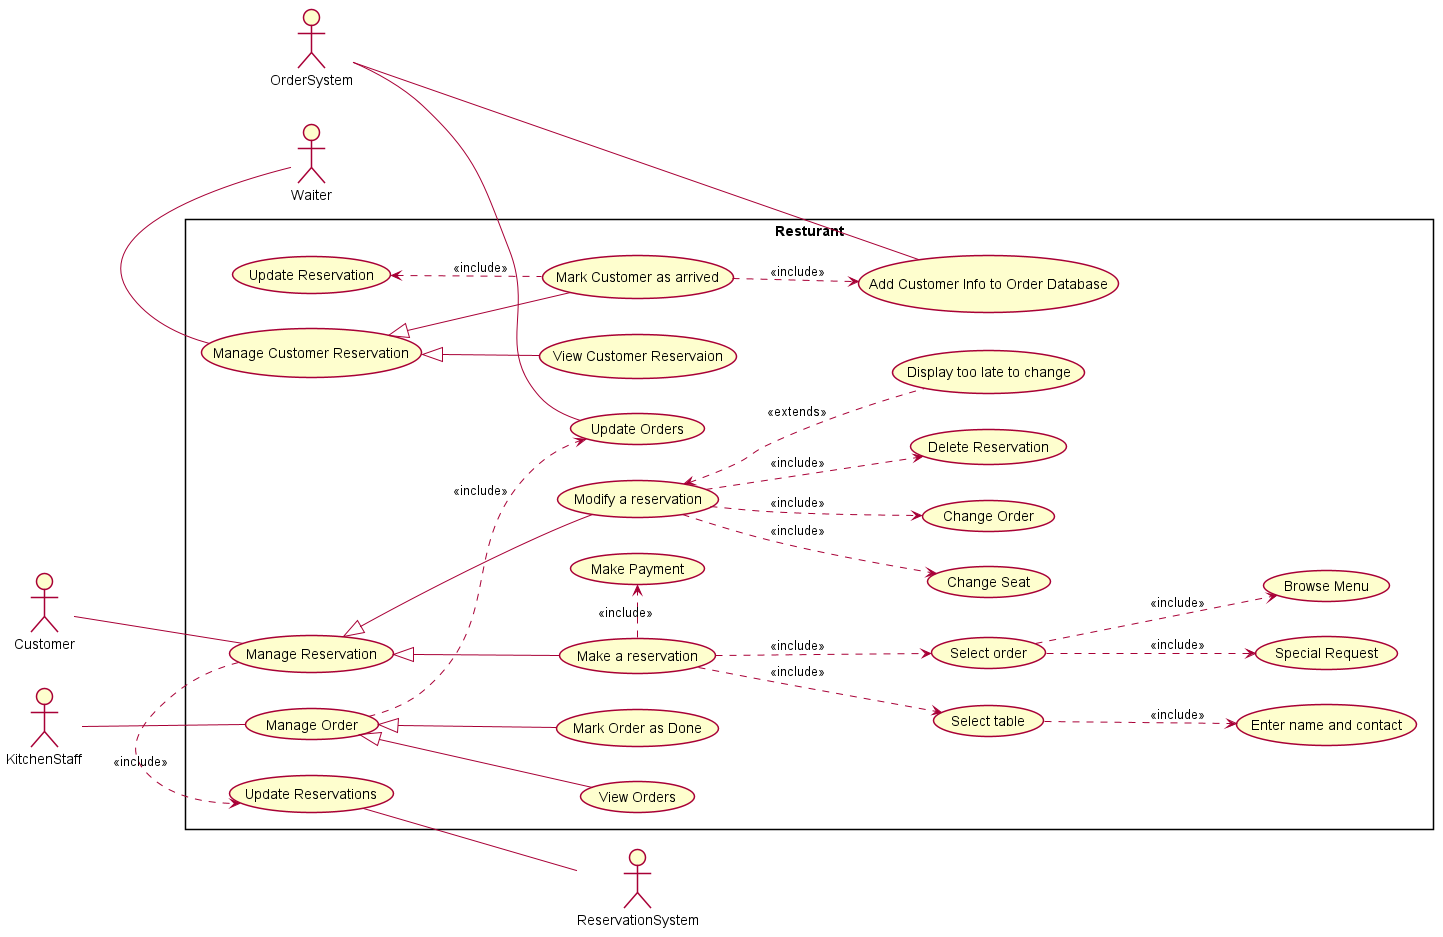 OrderSystem
Waiter
Resturant
Update Reservation
«include»
Mark Customer as arrived
«include»
Add Customer Info to Order Database
Manage Customer Reservation
View Customer Reservaion
Display too late to change
«extends»
Update Orders
Delete Reservation
«include»
«include»
Modify a reservation
«include»
Change Order
«include»
Make Payment
Change Seat
Browse Menu
«include»
«include»
Customer
Manage Reservation
Make a reservation
«include»
Select order
«include»
Special Request
«include»
Manage Order
Mark Order as Done
Select table
«include»
Enter name and contact
KitchenStaff
«include»
Update Reservations
View Orders
ReservationSystem